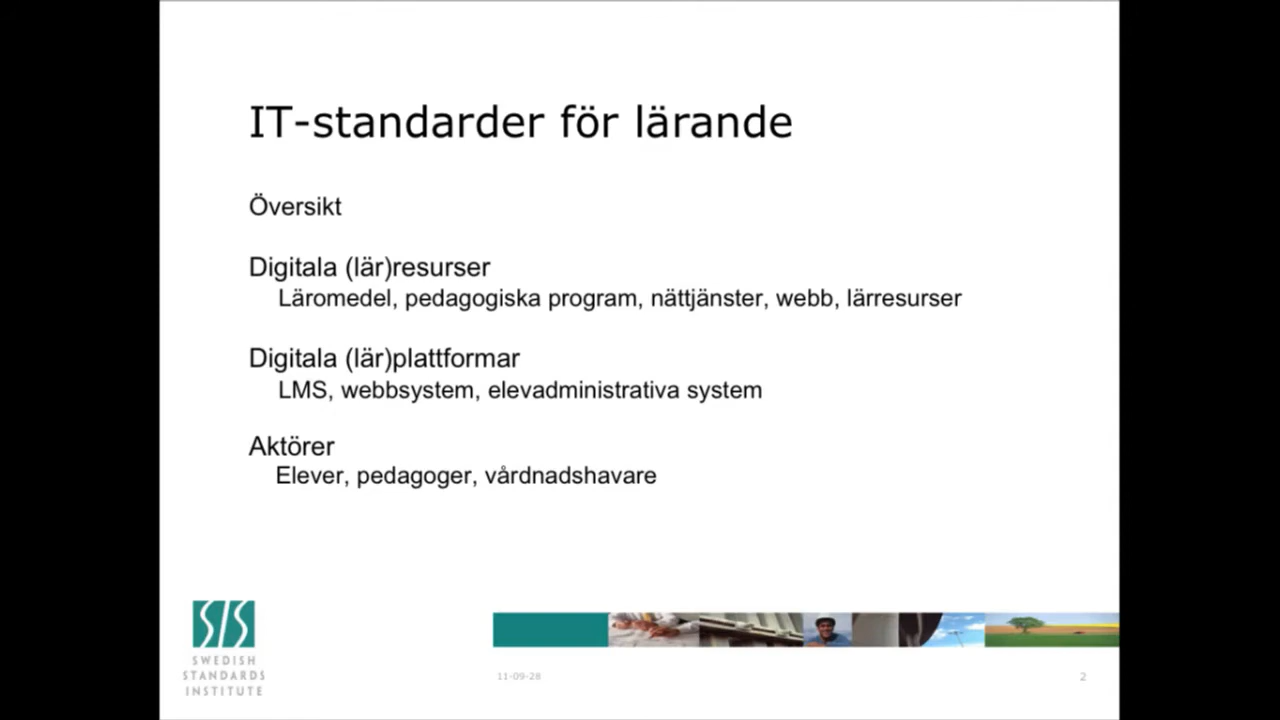 IT-standarder för lärande
Översikt
Digitala (lär)resurser
Läromedel, pedagogiska program, nättjänster, webb, lärresurser
Digitala (lär)plattformar
LMS, webbsystem, elevadministrativa system
Aktörer
Elever, pedagoger, vårdnadshavare
SIS
SWEDISH
STANDARDS
INSTITUTE
11-09-28
2